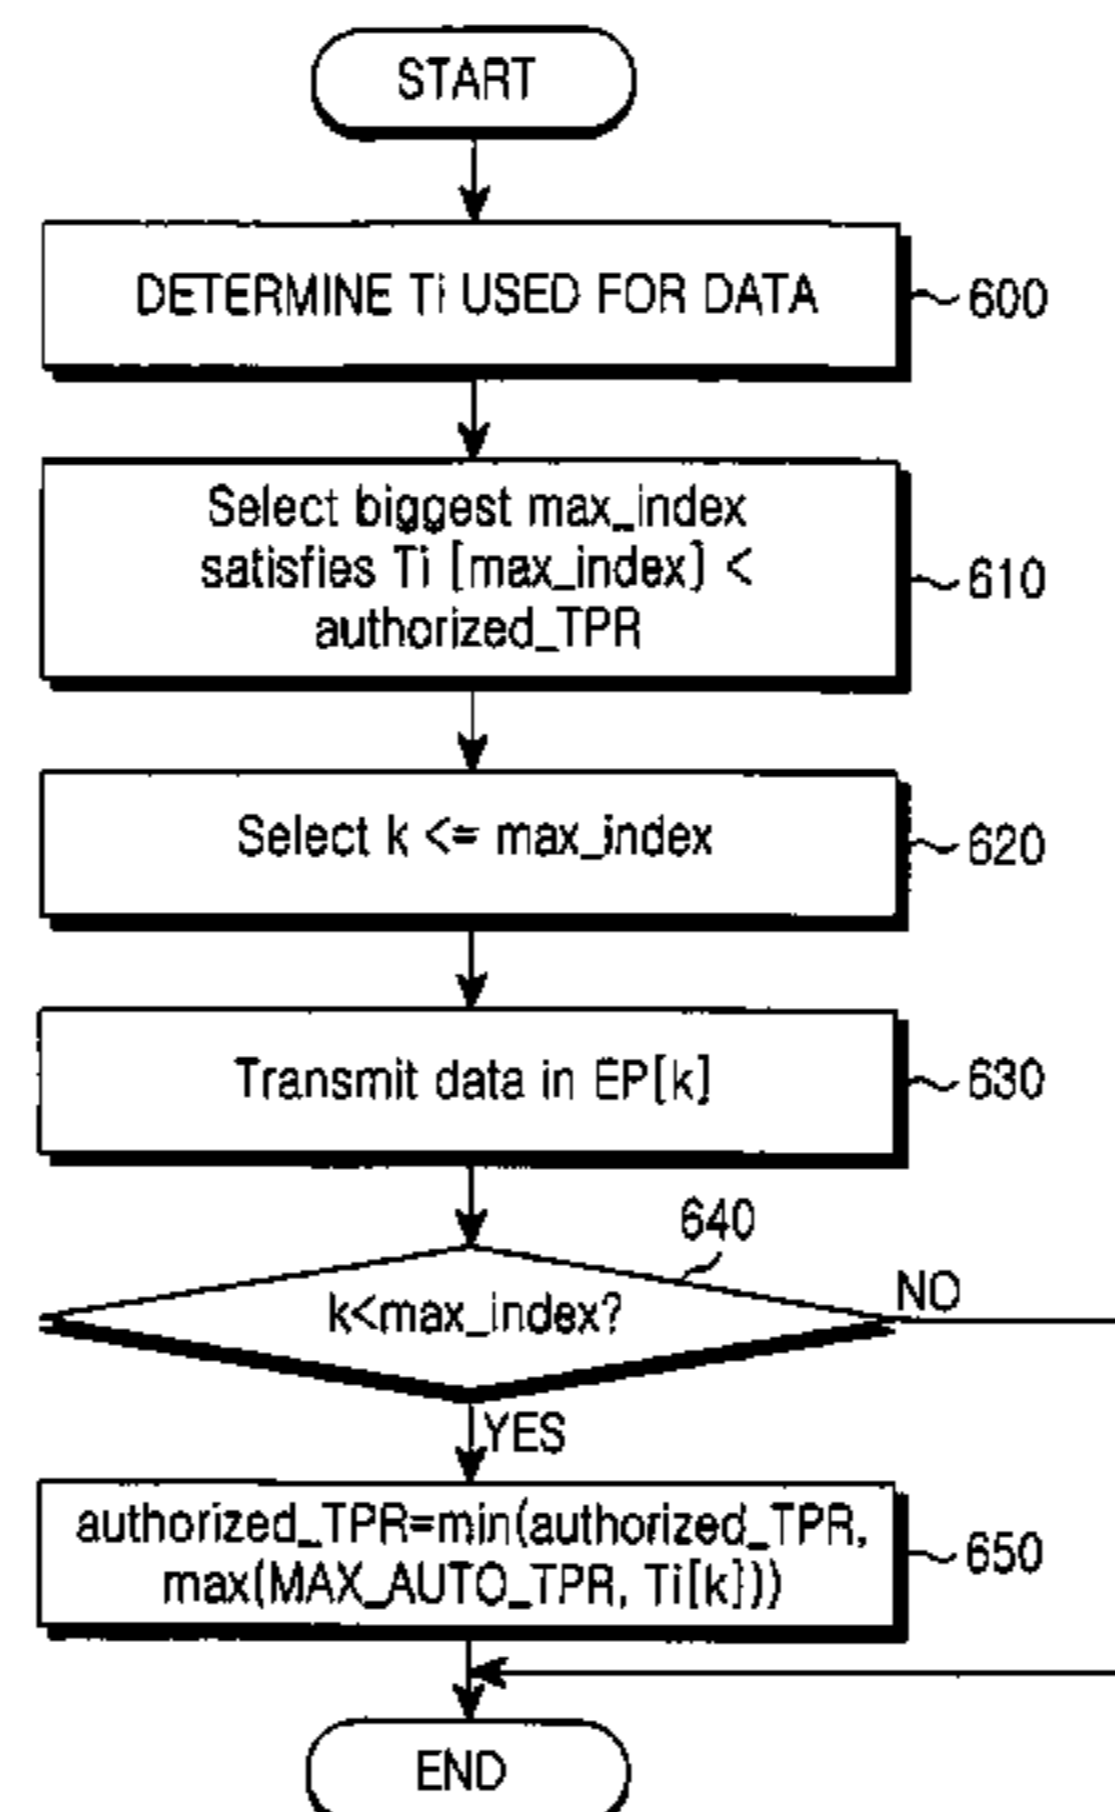 START
DETERMINE Ti USED FOR DATA
600
Select biggest max_index
satisfies Ti [max_index] <
authorized_TPR
610
Select k <= max_index
620
Transmit data in EP[k]
630
640
k<max_index?
NO
YES
authorized_TPR=min(authorized_TPR,
max(MAX_AUTO_TPR, Ti[k]))
650
END